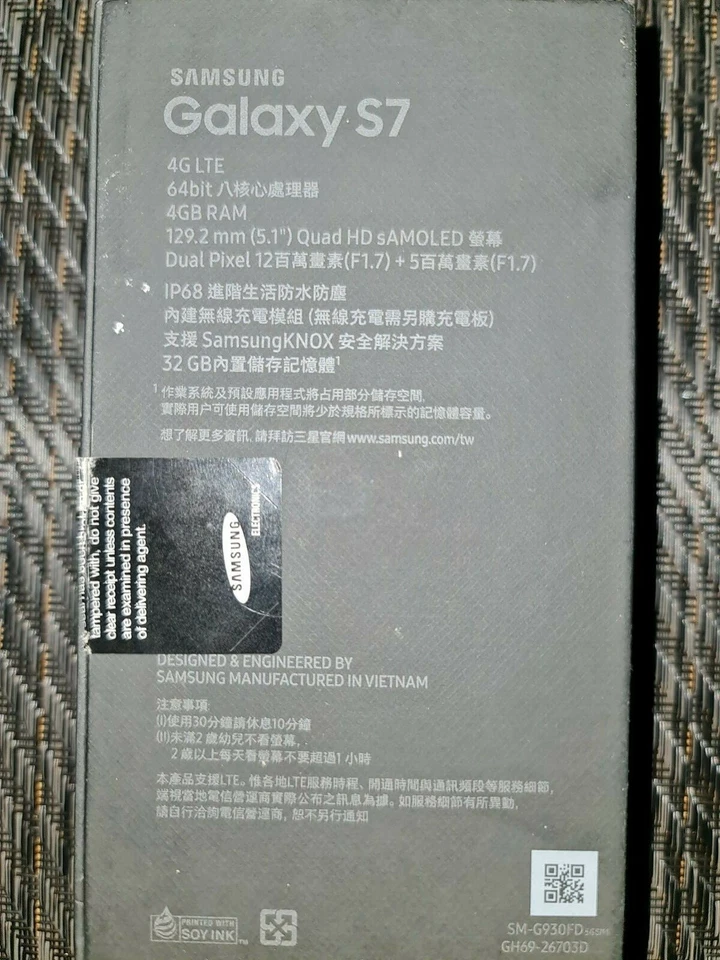 SAMSUNG
Galaxy S7
4G LTE
64bit 八核心處理器
4GB RAM
129.2 mm (5.1") Quad HD sAMOLED 螢幕
Dual Pixel 12百萬畫素(F1.7) + 5百萬畫素(F1.7)
IP68 進階生活防水防塵
內建無線充電模組 (無線充電需另購充電板)
支援 SamsungKNOX 安全解決方案
32 GB內置儲存記憶體¹
¹ 作業系統及預設應用程式將占用部分儲存空間,
實際用户可使用儲存空間將少於規格所標示的記憶體容量。
想了解更多資訊, 請拜訪三星官網 www.samsung.com/tw
tampered with, do not give
clear receipt unless contents
are examined in presence
of delivering agent.
SAMSUNG
ELECTRONICS
DESIGNED & ENGINEERED BY
SAMSUNG MANUFACTURED IN VIETNAM
注意事項
(I)使用30分鐘請休息10分鐘
(II)未滿2 歲幼兒不看螢幕,
2 歲以上每天看螢幕不要超過1 小時
本產品支援LTE。惟各地LTE服務時程、開通時間與通訊頻段等服務細節,
端視當地電信營運商實際公布之訊息為據。如服務細節有所異動,
請自行洽詢電信營運商, 恕不另行通知
PRINTED WITH
SOY INK™
SM-G930FD
GH69-26703D